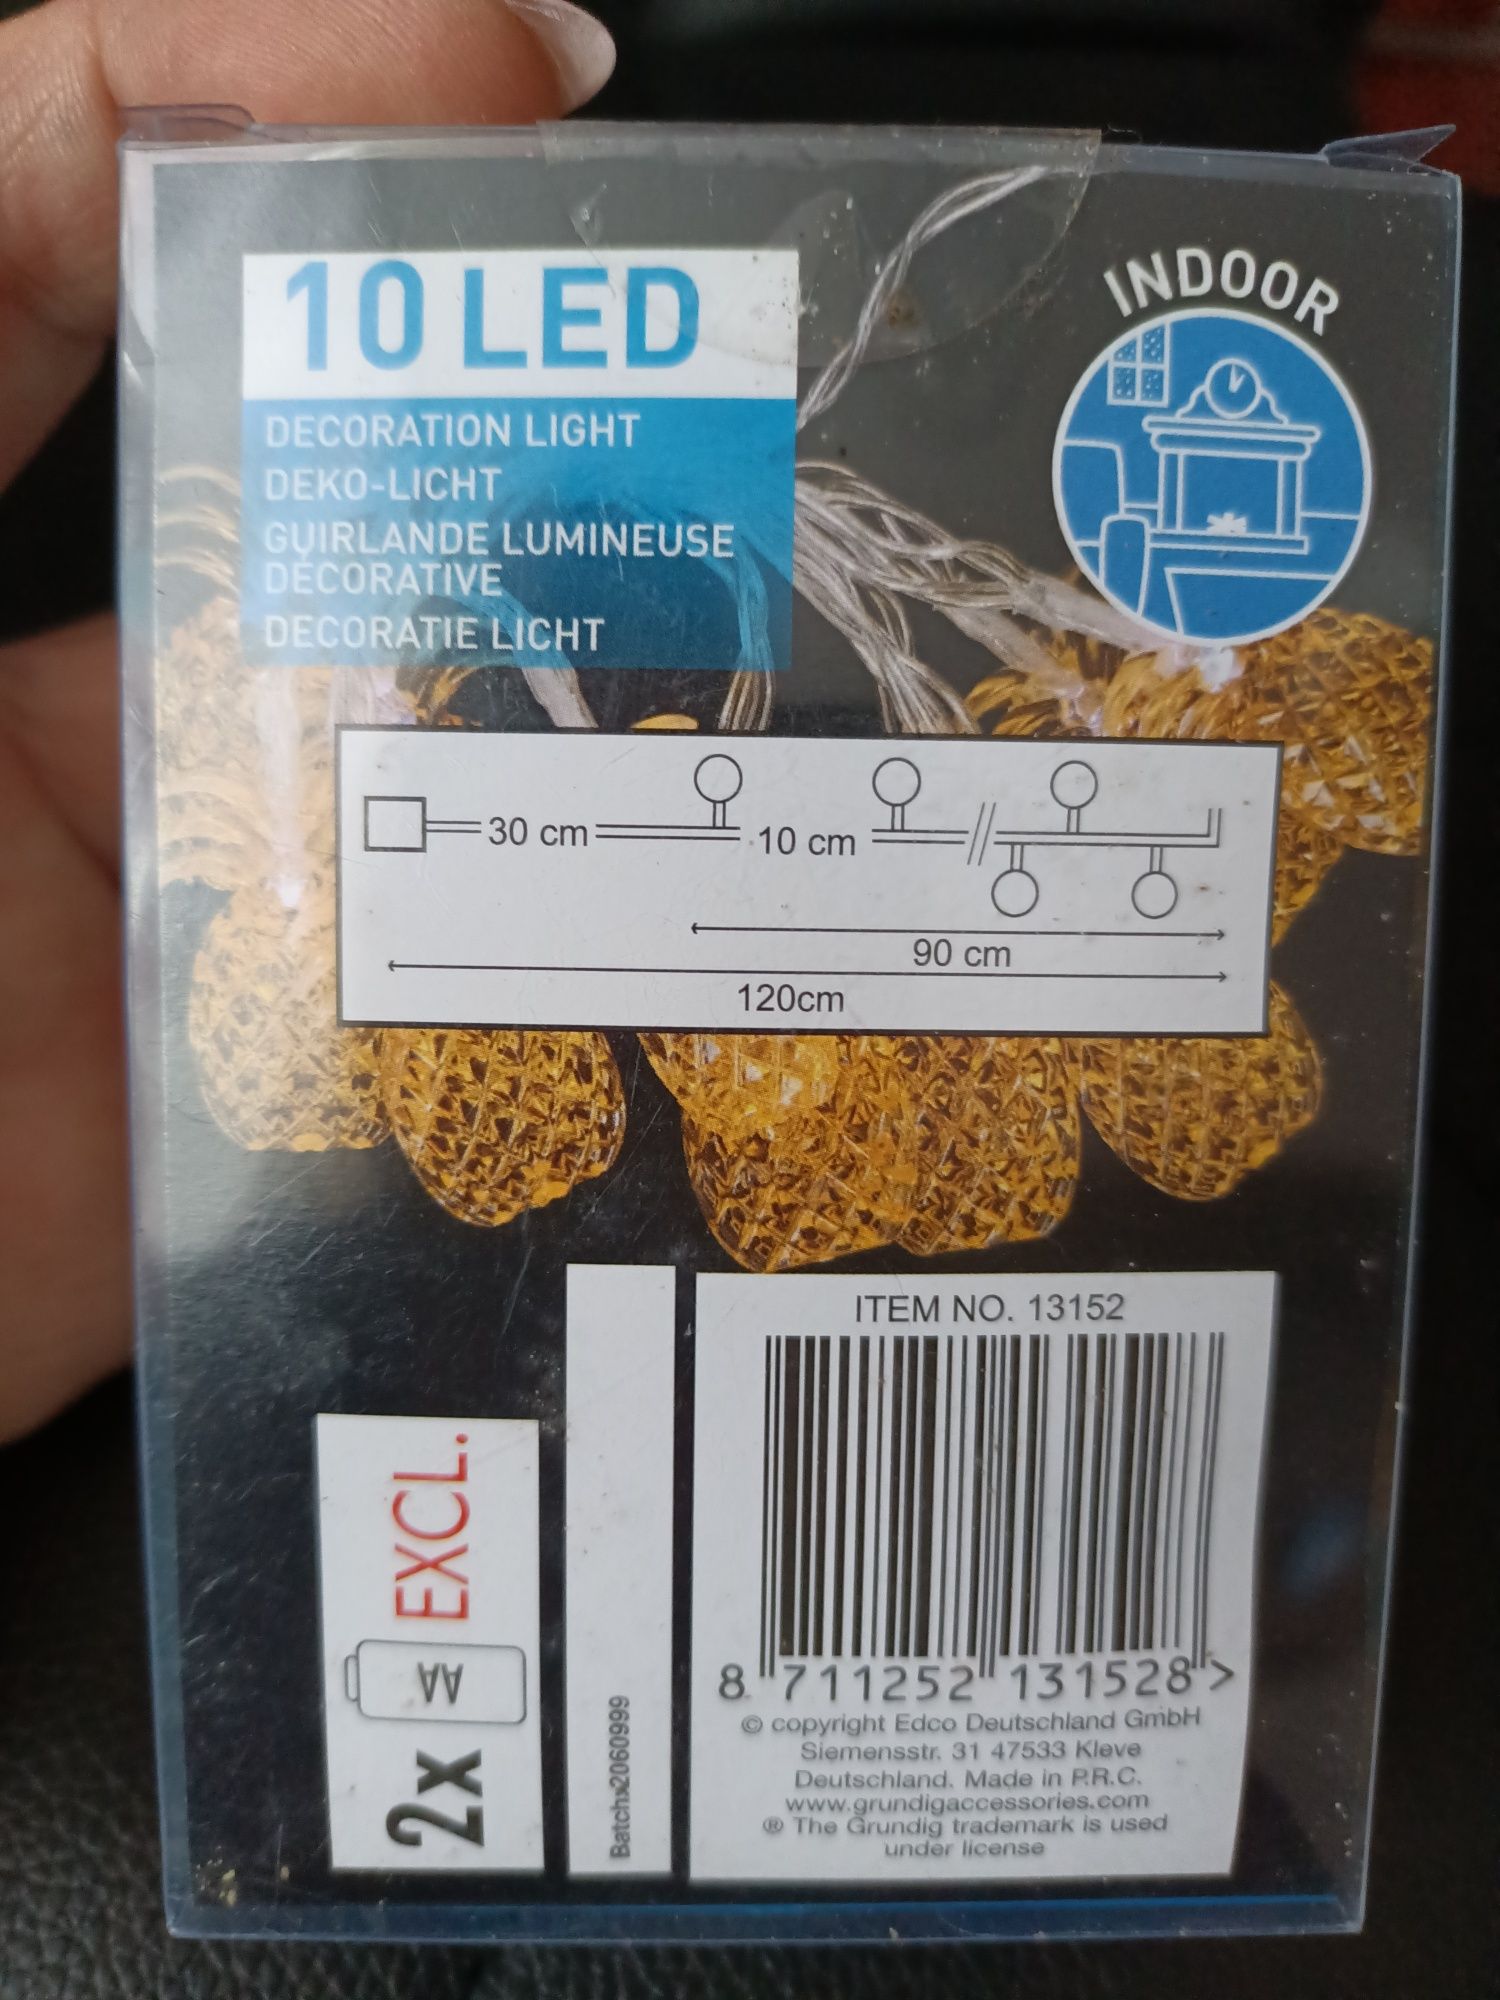 10 LED
DECORATION LIGHT
DEKO-LICHT
GUIRLANDE LUMINEUSE
DECORATIVE
DECORATIE LICHT
INDOOR
30 cm
10 cm
90 cm
120cm
2x AA EXCL.
Batch:2060999
ITEM NO. 13152
8 711252 131528 >
© copyright Edco Deutschland GmbH
Siemensstr. 31 47533 Kleve
Deutschland. Made in P.R.C.
www.grundigaccessories.com
® The Grundig trademark is used
under license